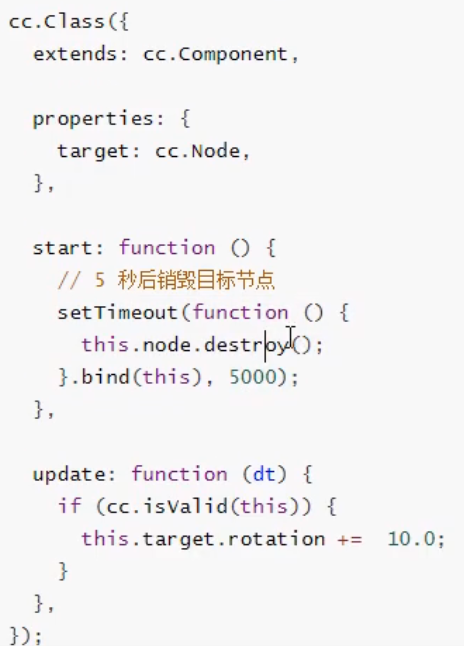 cc.Class({
  extends: cc.Component,

  properties: {
    target: cc.Node,
  },

  start: function () {
    // 5 秒后销毁目标节点
    setTimeout(function () {
      this.node.destroy();
    }.bind(this), 5000);
  },

  update: function (dt) {
    if (cc.isValid(this)) {
      this.target.rotation +=  10.0;
    }
  },
});